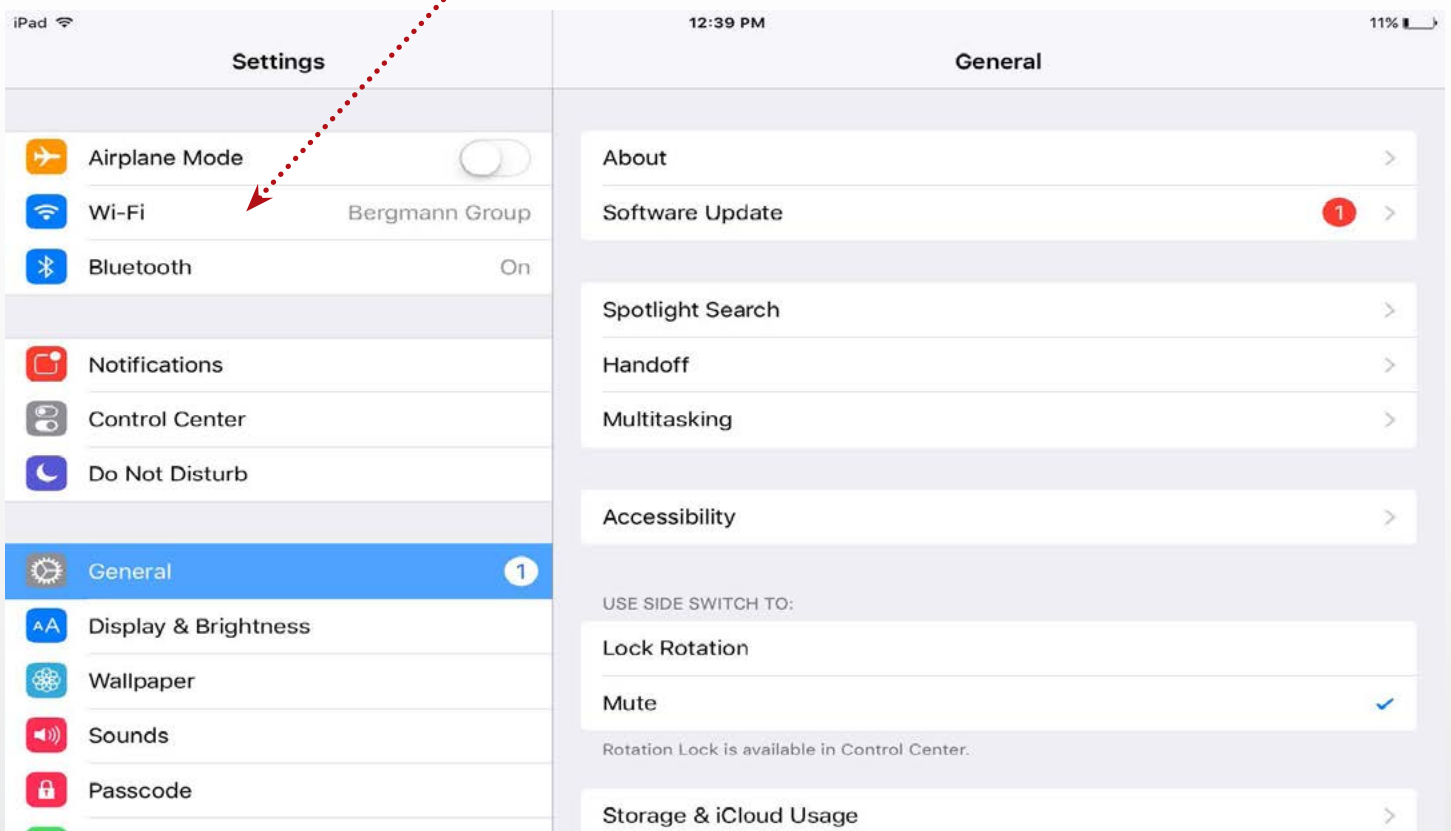 iPad 12:39 PM 11%
Settings
Airplane Mode
Wi-Fi Bergmann Group
Bluetooth On
Notifications
Control Center
Do Not Disturb
General 1
AA Display & Brightness
Wallpaper
Sounds
Passcode
General
About
Software Update 1
Spotlight Search
Handoff
Multitasking
Accessibility
USE SIDE SWITCH TO:
Lock Rotation
Mute
Rotation Lock is available in Control Center.
Storage & iCloud Usage